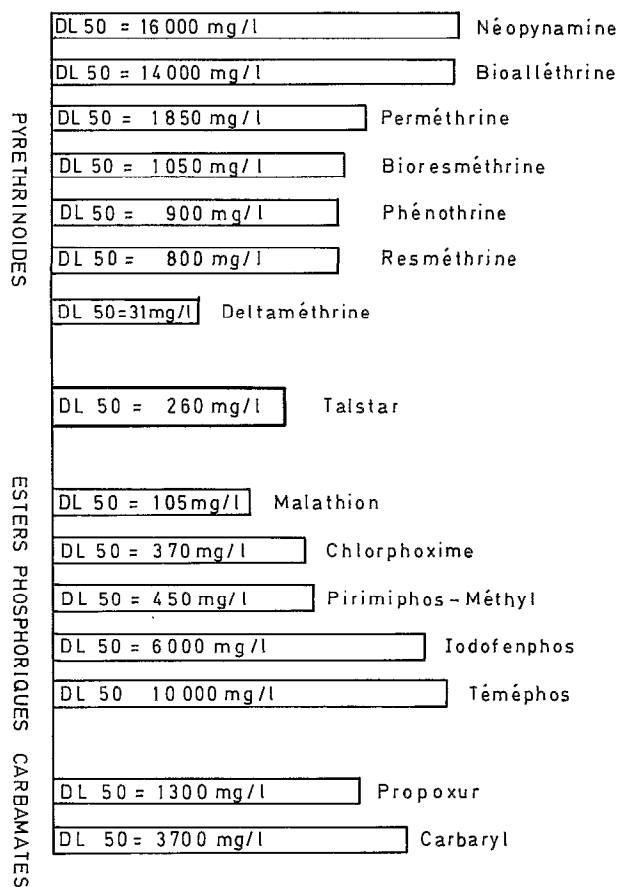 DL 50 = 16 000 mg/l Néopynamine
DL 50 = 14 000 mg/l Bioalléthrine
DL 50 = 1850 mg/l Perméthrine
DL 50 = 1050 mg/l Bioresméthrine
DL 50 = 900 mg/l Phénothrine
DL 50 = 800 mg/l Resméthrine
DL 50=31mg/l Deltaméthrine
PYRETHRINOIDES
DL 50 = 260 mg/l Talstar
DL 50 = 105mg/l Malathion
DL 50 = 370 mg/l Chlorphoxime
DL 50 = 450 mg/l Pirimiphos-Méthyl
DL 50 = 6000 mg/l Iodofenphos
DL 50 10 000 mg/l Téméphos
ESTERS PHOSPHORIQUES
DL 50 = 1300 mg/l Propoxur
DL 50 = 3700 mg/l Carbaryl
CARBAMATES